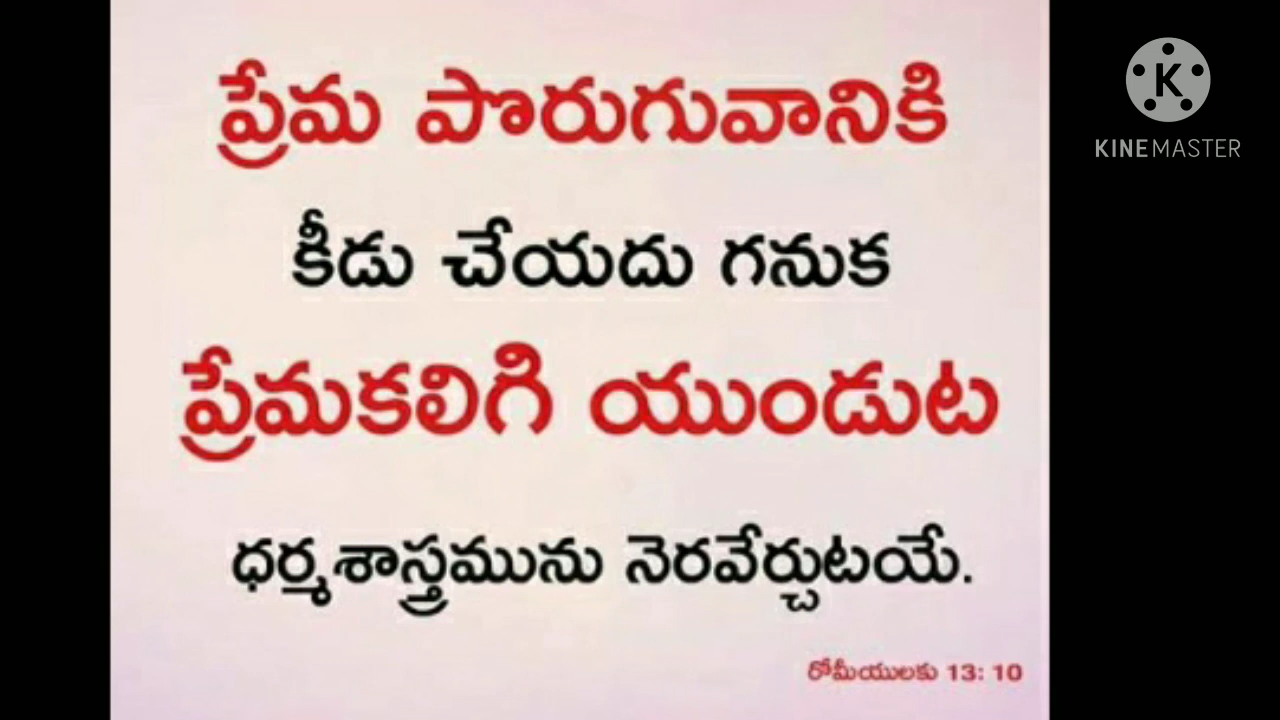 ప్రేమ పొరుగువానికి
కీడు చేయదు గనుక
ప్రేమకలిగి యుండుట
ధర్మశాస్త్రమును నెరవేర్చుటయే.
రోమీయులకు 13: 10
K
KINEMASTER